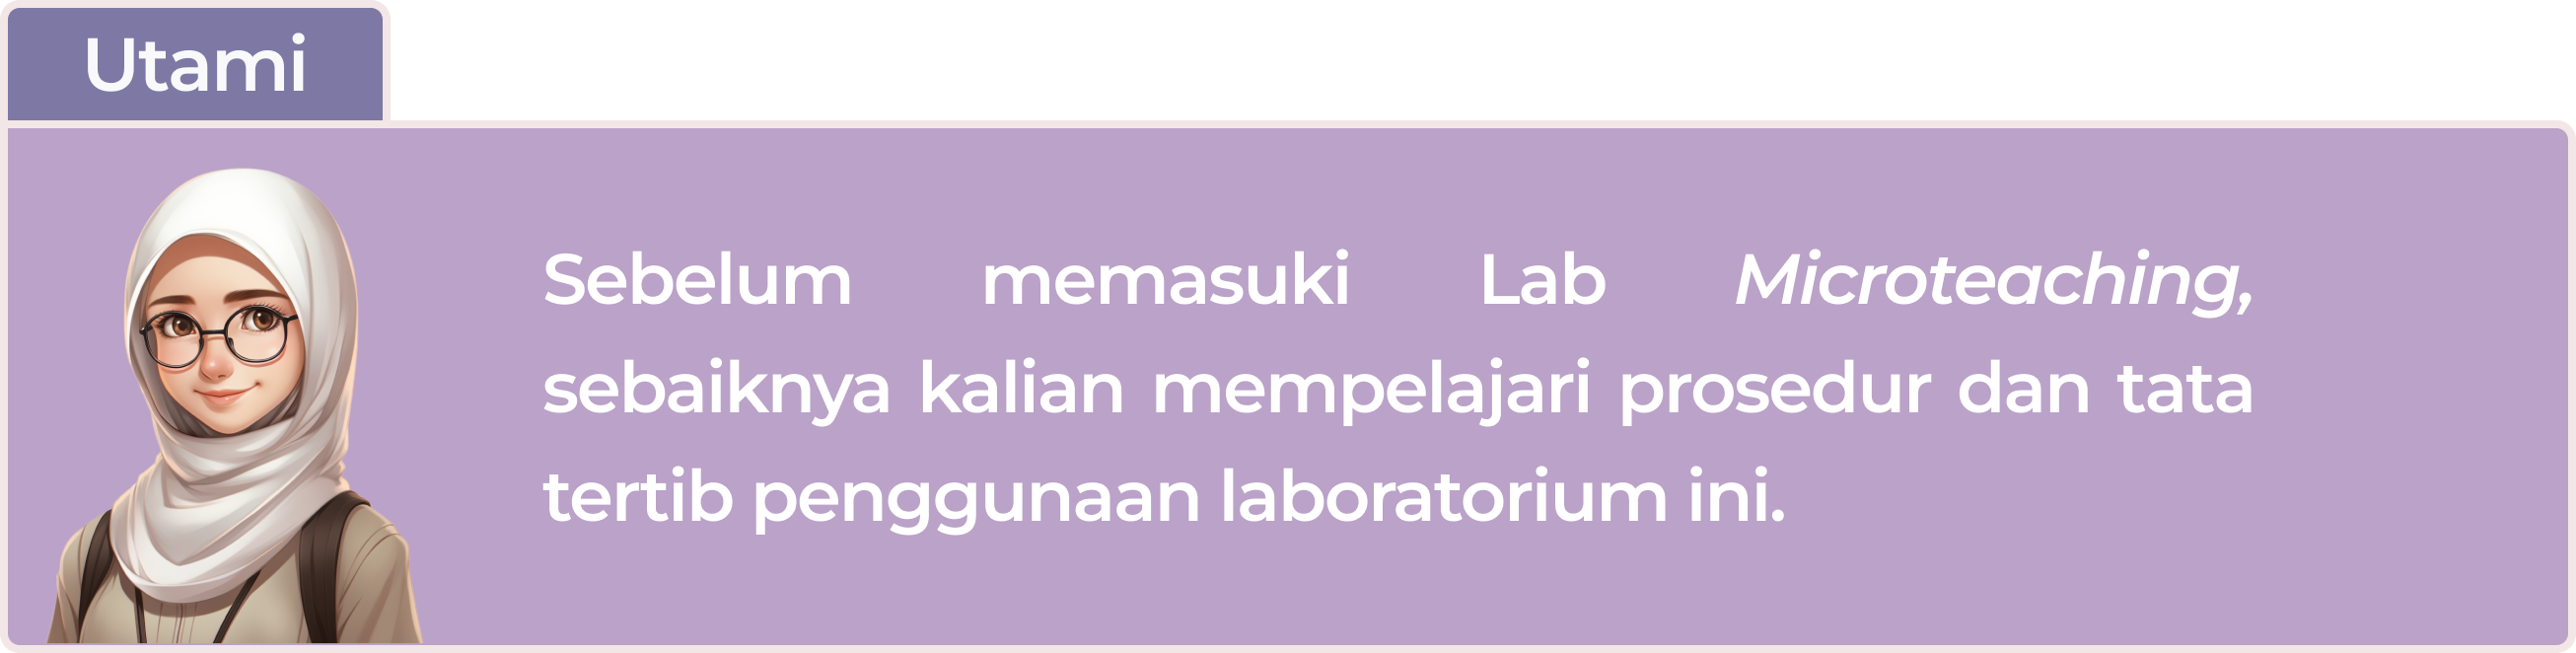 Utami
Sebelum memasuki Lab Microteaching,
sebaiknya kalian mempelajari prosedur dan tata
tertib penggunaan laboratorium ini.